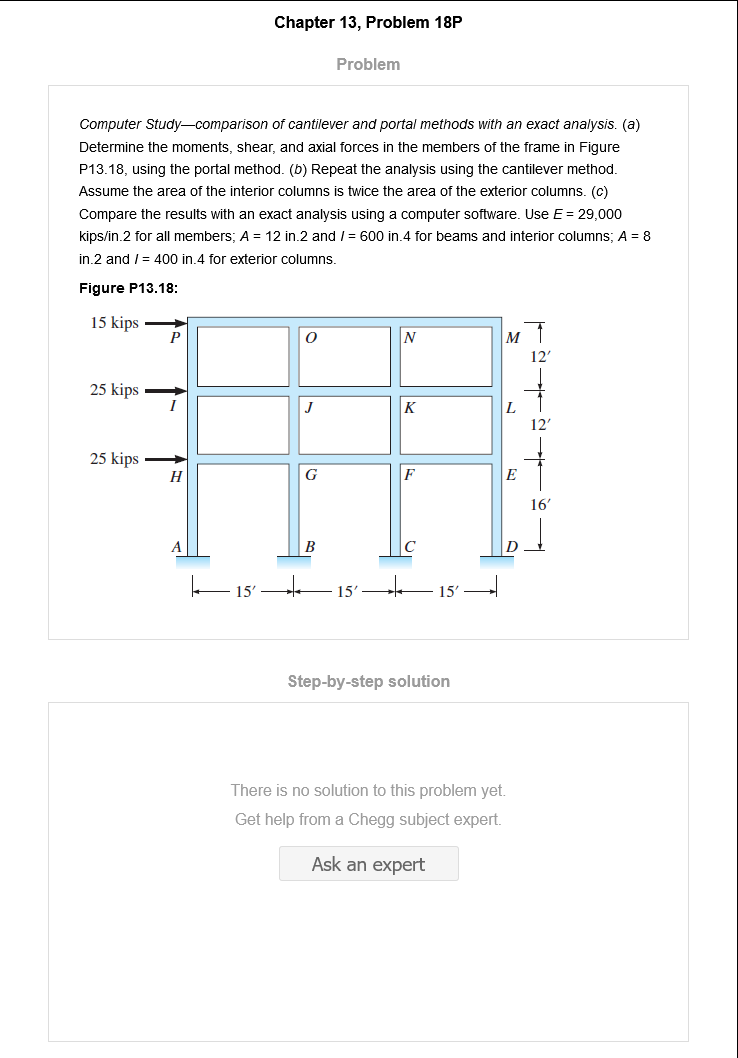 Chapter 13, Problem 18P
Problem
Computer Study—comparison of cantilever and portal methods with an exact analysis. (a)
Determine the moments, shear, and axial forces in the members of the frame in Figure
P13.18, using the portal method. (b) Repeat the analysis using the cantilever method.
Assume the area of the interior columns is twice the area of the exterior columns. (c)
Compare the results with an exact analysis using a computer software. Use E = 29,000
kips/in.2 for all members; A = 12 in.2 and I = 600 in.4 for beams and interior columns; A = 8
in.2 and I = 400 in.4 for exterior columns.
Figure P13.18:
15 kips
P O N M
12′
25 kips
I J K L
12′
25 kips
H G F E
16′
A B C D
15′ 15′ 15′
Step-by-step solution
There is no solution to this problem yet.
Get help from a Chegg subject expert.
Ask an expert